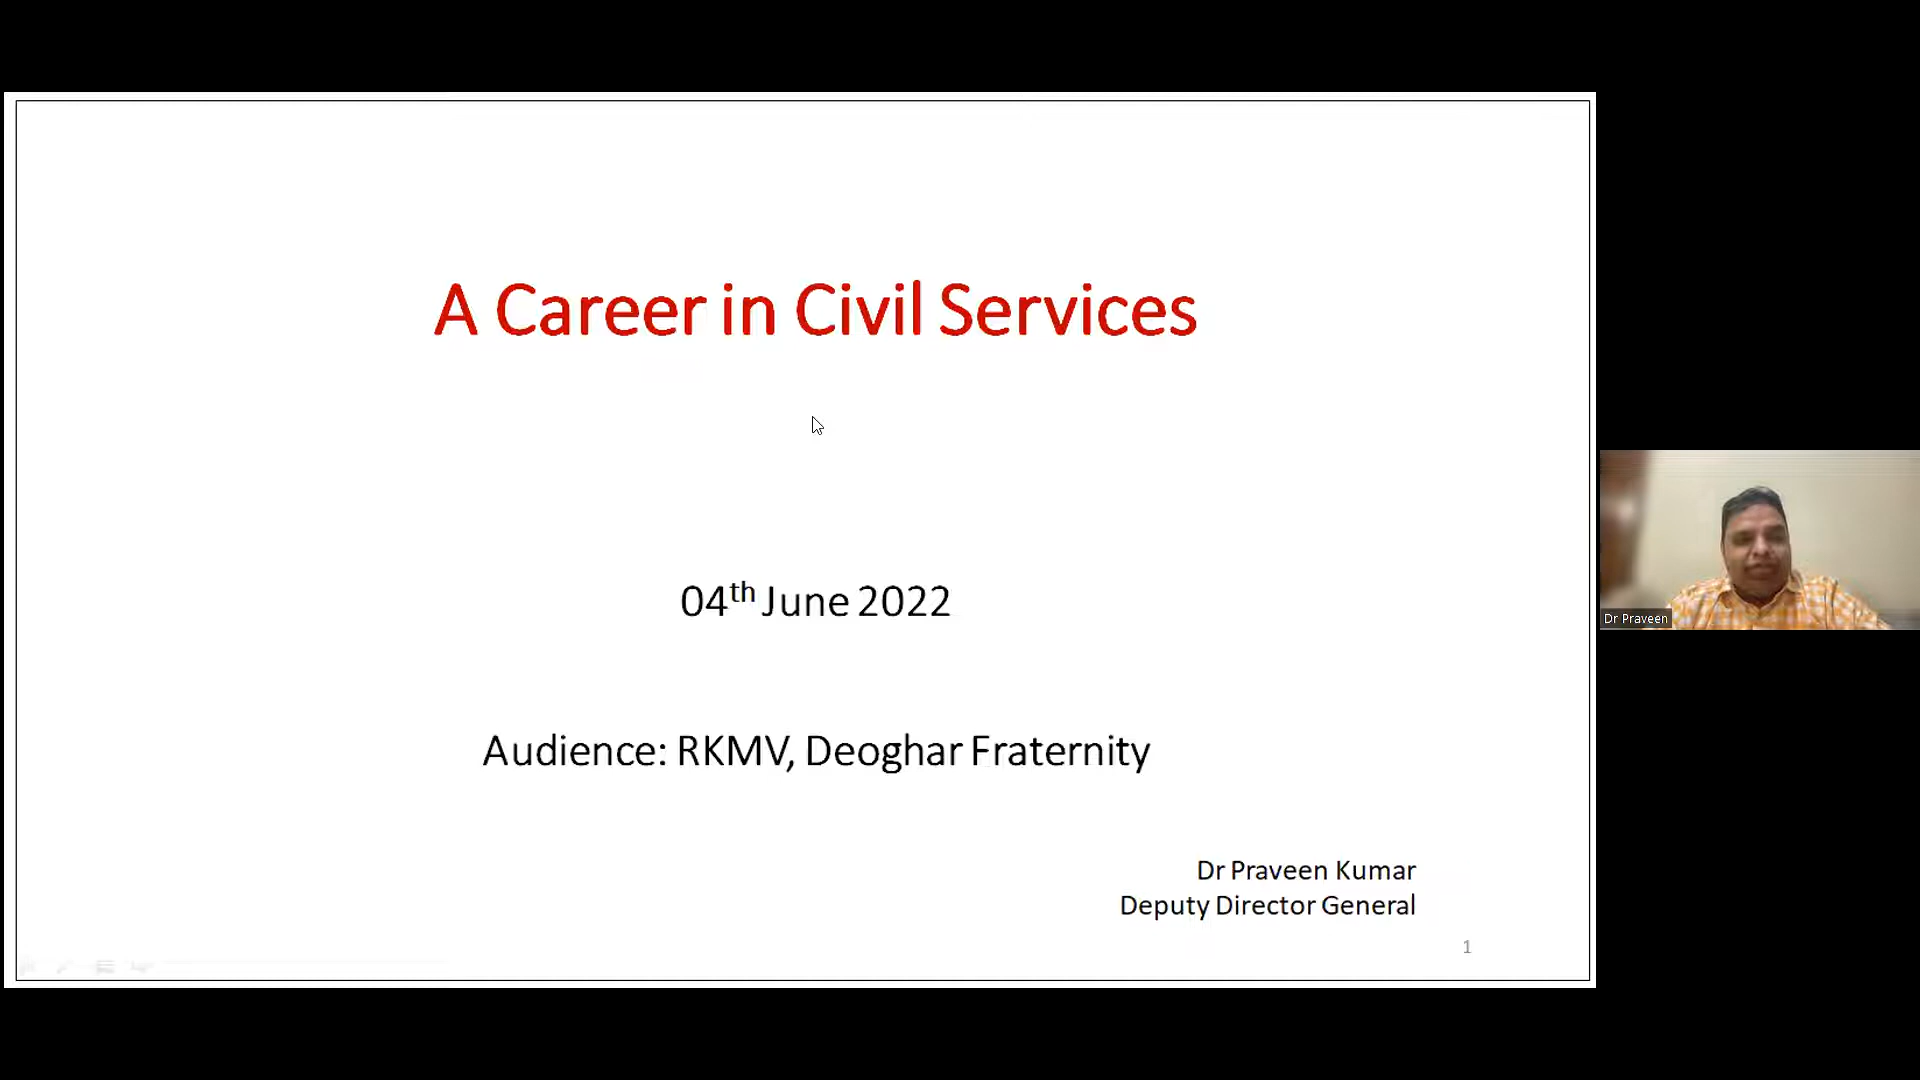 A Career in Civil Services
04th June 2022
Audience: RKMV, Deoghar Fraternity
Dr Praveen Kumar
Deputy Director General
1
Dr Praveen